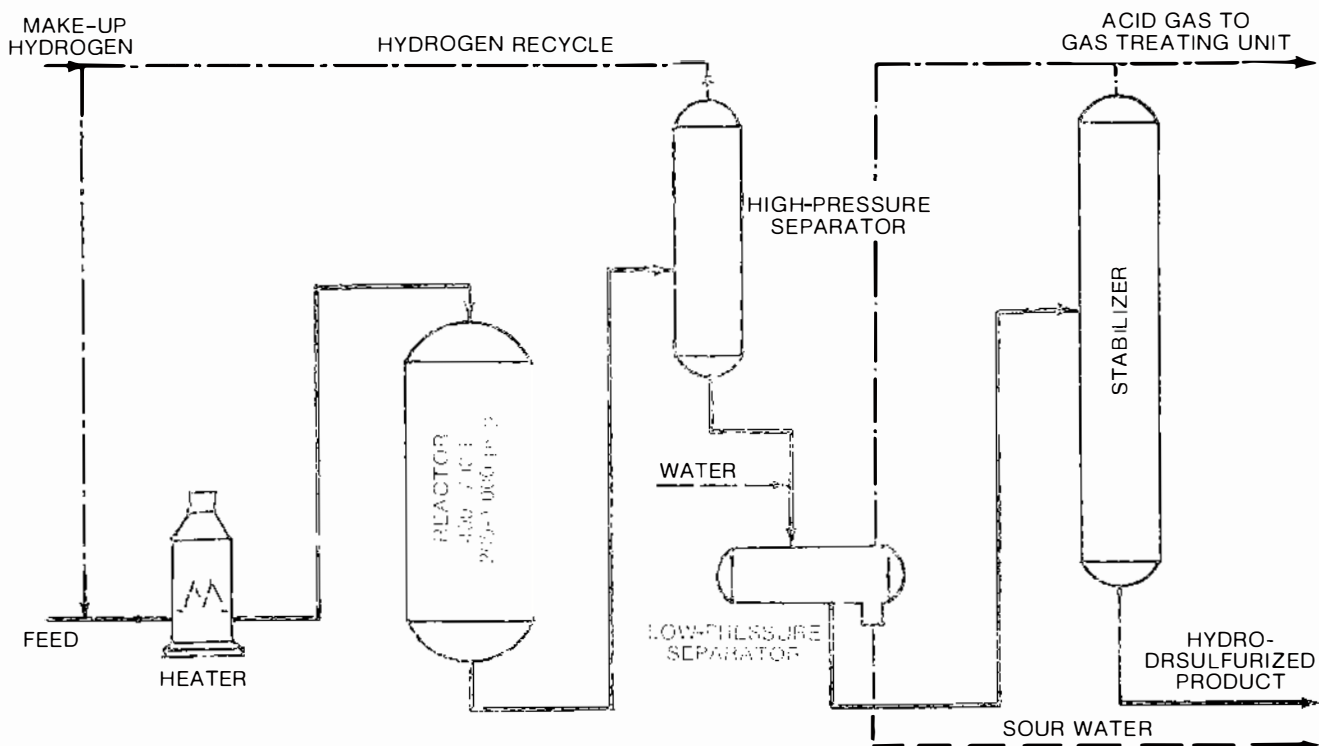 MAKE-UP
HYDROGEN
HYDROGEN RECYCLE
ACID GAS TO
GAS TREATING UNIT
HIGH-PRESSURE
SEPARATOR
STABILIZER
REACTOR
WATER
FEED
HEATER
LOW-PRESSURE
SEPARATOR
HYDRO-
DRSULFURIZED
PRODUCT
SOUR WATER